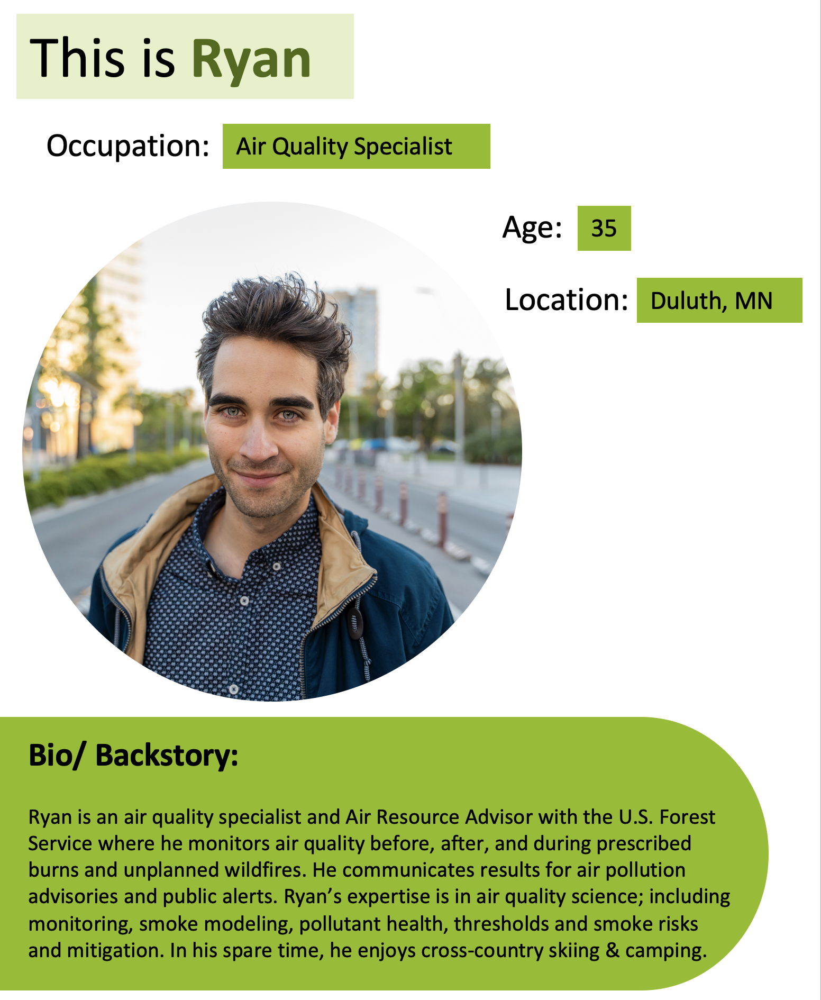 This is Ryan
Occupation: Air Quality Specialist
Age: 35
Location: Duluth, MN
Bio/ Backstory:
Ryan is an air quality specialist and Air Resource Advisor with the U.S. Forest
Service where he monitors air quality before, after, and during prescribed
burns and unplanned wildfires. He communicates results for air pollution
advisories and public alerts. Ryan’s expertise is in air quality science; including
monitoring, smoke modeling, pollutant health, thresholds and smoke risks
and mitigation. In his spare time, he enjoys cross-country skiing & camping.